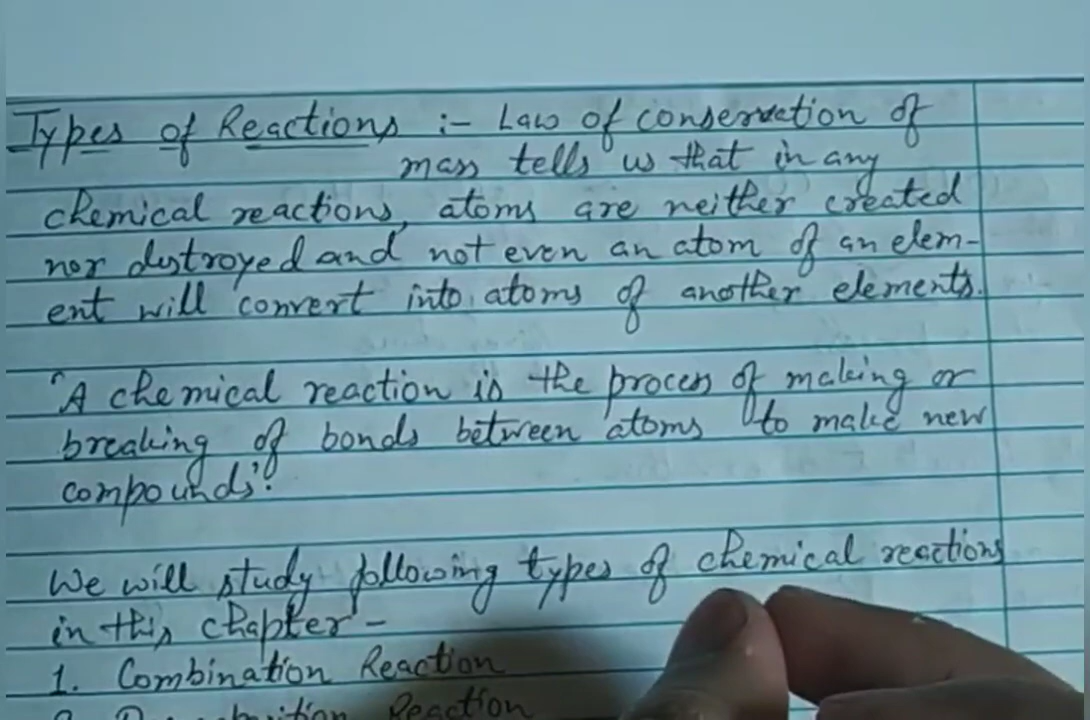 Types of Reactions :- Law of conservation of
mass tells us that in any
chemical reactions, atoms are neither created
nor destroyed and not even an atom of an elem-
ent will convert into atoms of another elements.
"A chemical reaction is the process of making or
breaking of bonds between atoms to make new
compounds".
We will study following types of chemical reactions
in this chapter -
1. Combination Reaction
Reaction